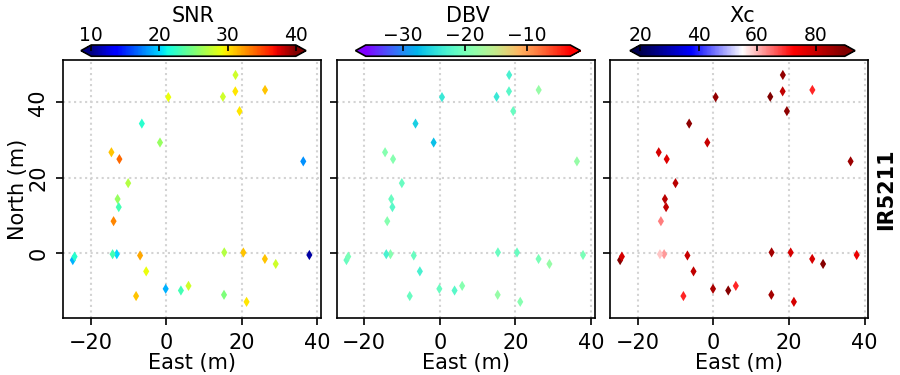 SNR DBV Xc
10 20 30 40 −30 −20 −10 20 40 60 80
40
20
0
North (m)
IR5211
−20 0 20 40 −20 0 20 40 −20 0 20 40
East (m) East (m) East (m)